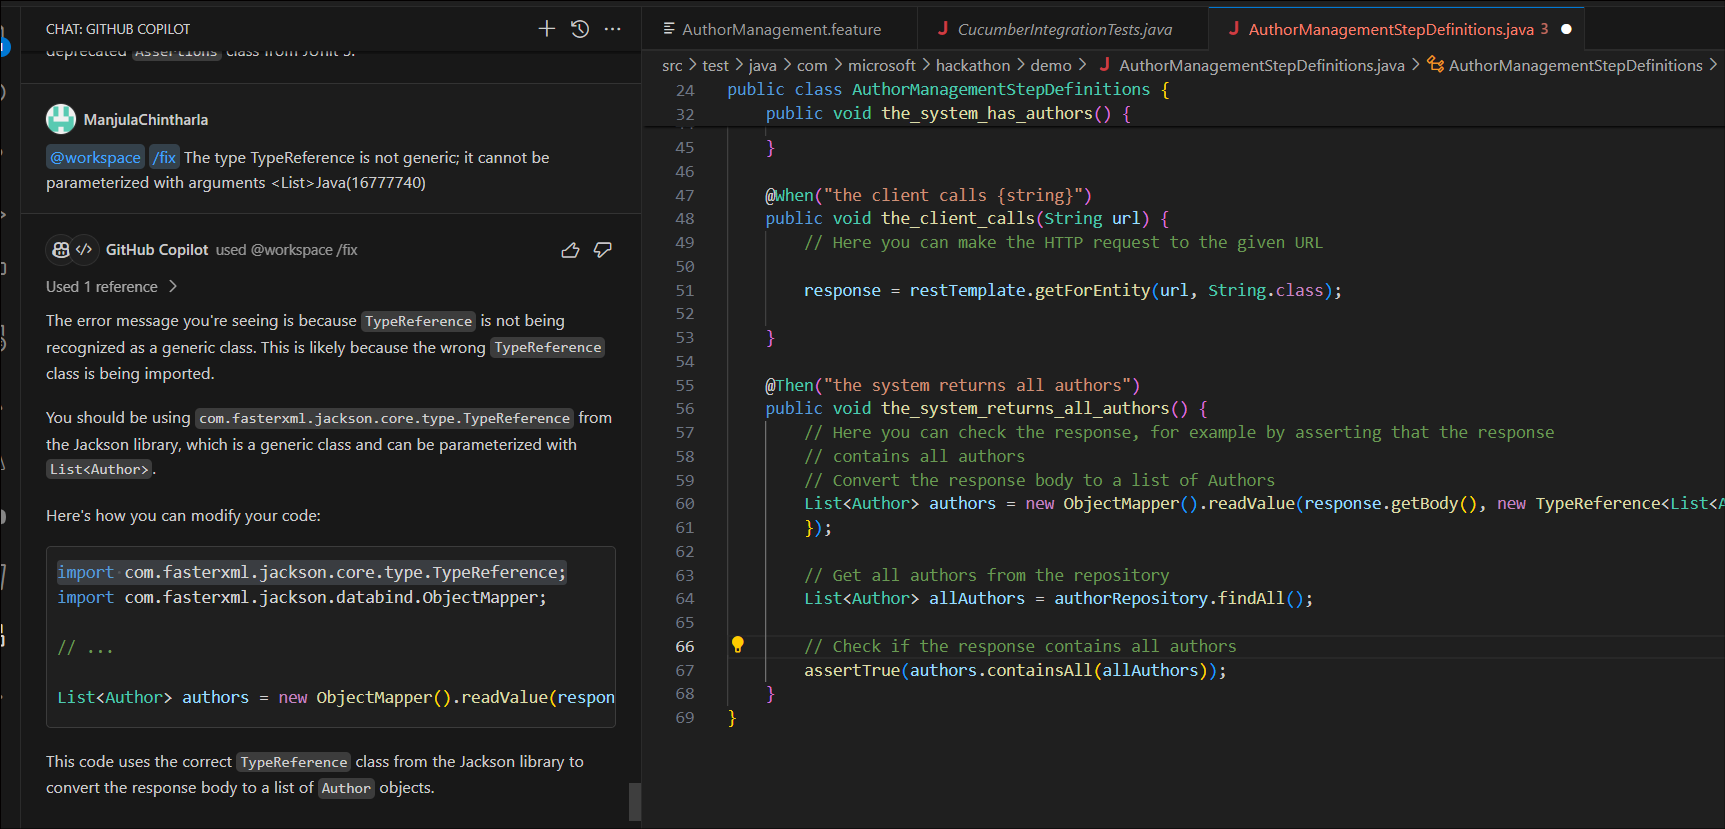 CHAT: GITHUB COPILOT
deprecated Assertions class from JUnit 5.
ManjulaChintharla
@workspace /fix The type TypeReference is not generic; it cannot be
parameterized with arguments <List>Java(16777740)
GitHub Copilot used @workspace /fix
Used 1 reference
The error message you're seeing is because TypeReference is not being
recognized as a generic class. This is likely because the wrong TypeReference
class is being imported.
You should be using com.fasterxml.jackson.core.type.TypeReference from
the Jackson library, which is a generic class and can be parameterized with
List<Author>.
Here's how you can modify your code:
import com.fasterxml.jackson.core.type.TypeReference;
import com.fasterxml.jackson.databind.ObjectMapper;
// ...
List<Author> authors = new ObjectMapper().readValue(respon
This code uses the correct TypeReference class from the Jackson library to
convert the response body to a list of Author objects.
AuthorManagement.feature
J CucumberIntegrationTests.java
J AuthorManagementStepDefinitions.java 3
src > test > java > com > microsoft > hackathon > demo > J AuthorManagementStepDefinitions.java > AuthorManagementStepDefinitions >
24 public class AuthorManagementStepDefinitions {
32 public void the_system_has_authors() {
45 }
46
47 @When("the client calls {string}")
48 public void the_client_calls(String url) {
49 // Here you can make the HTTP request to the given URL
50
51 response = restTemplate.getForEntity(url, String.class);
52
53 }
54
55 @Then("the system returns all authors")
56 public void the_system_returns_all_authors() {
57 // Here you can check the response, for example by asserting that the response
58 // contains all authors
59 // Convert the response body to a list of Authors
60 List<Author> authors = new ObjectMapper().readValue(response.getBody(), new TypeReference<List<A
61 });
62
63 // Get all authors from the repository
64 List<Author> allAuthors = authorRepository.findAll();
65
66 // Check if the response contains all authors
67 assertTrue(authors.containsAll(allAuthors));
68 }
69 }